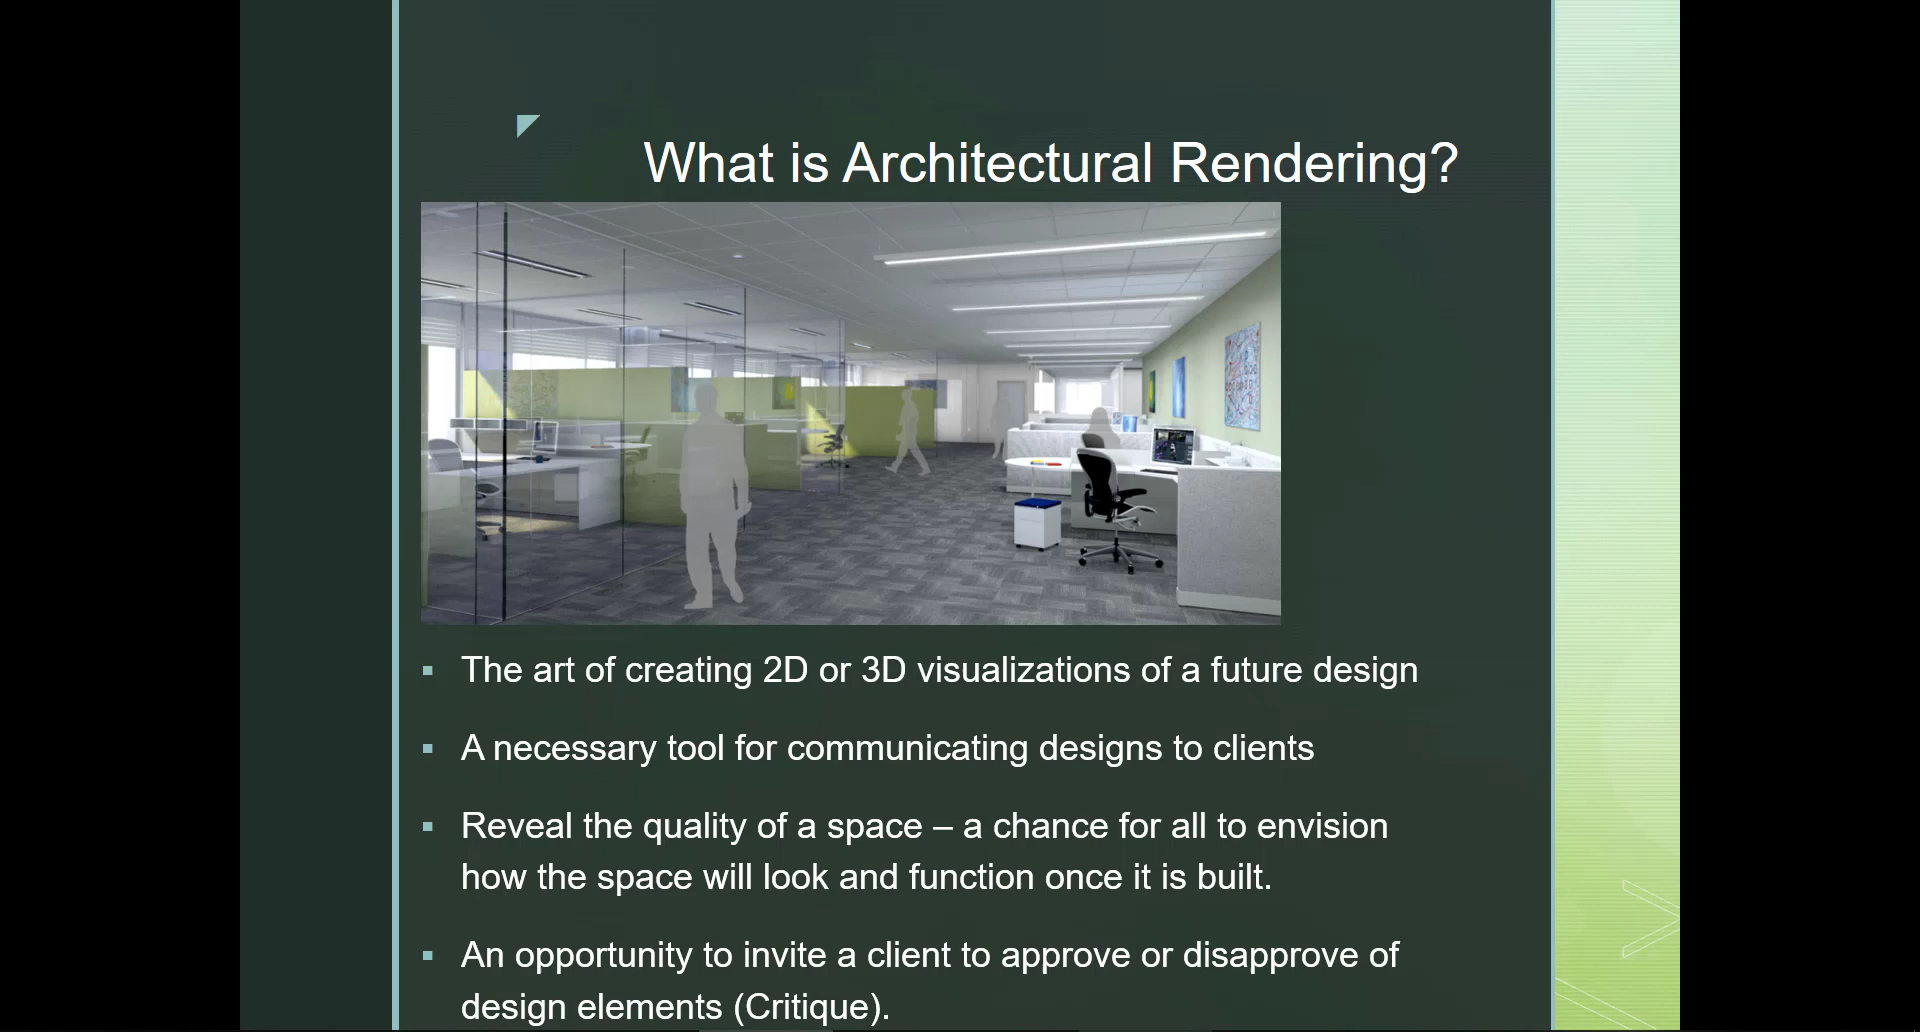 What is Architectural Rendering?
The art of creating 2D or 3D visualizations of a future design
A necessary tool for communicating designs to clients
Reveal the quality of a space – a chance for all to envision
how the space will look and function once it is built.
An opportunity to invite a client to approve or disapprove of
design elements (Critique).